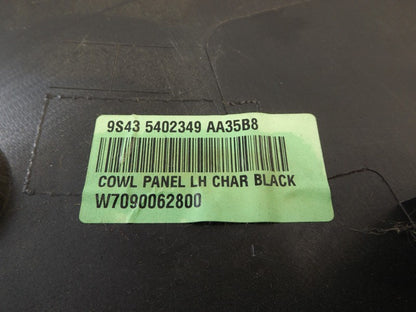 9S43 5402349 AA35B8
COWL PANEL LH CHAR BLACK
W7090062800